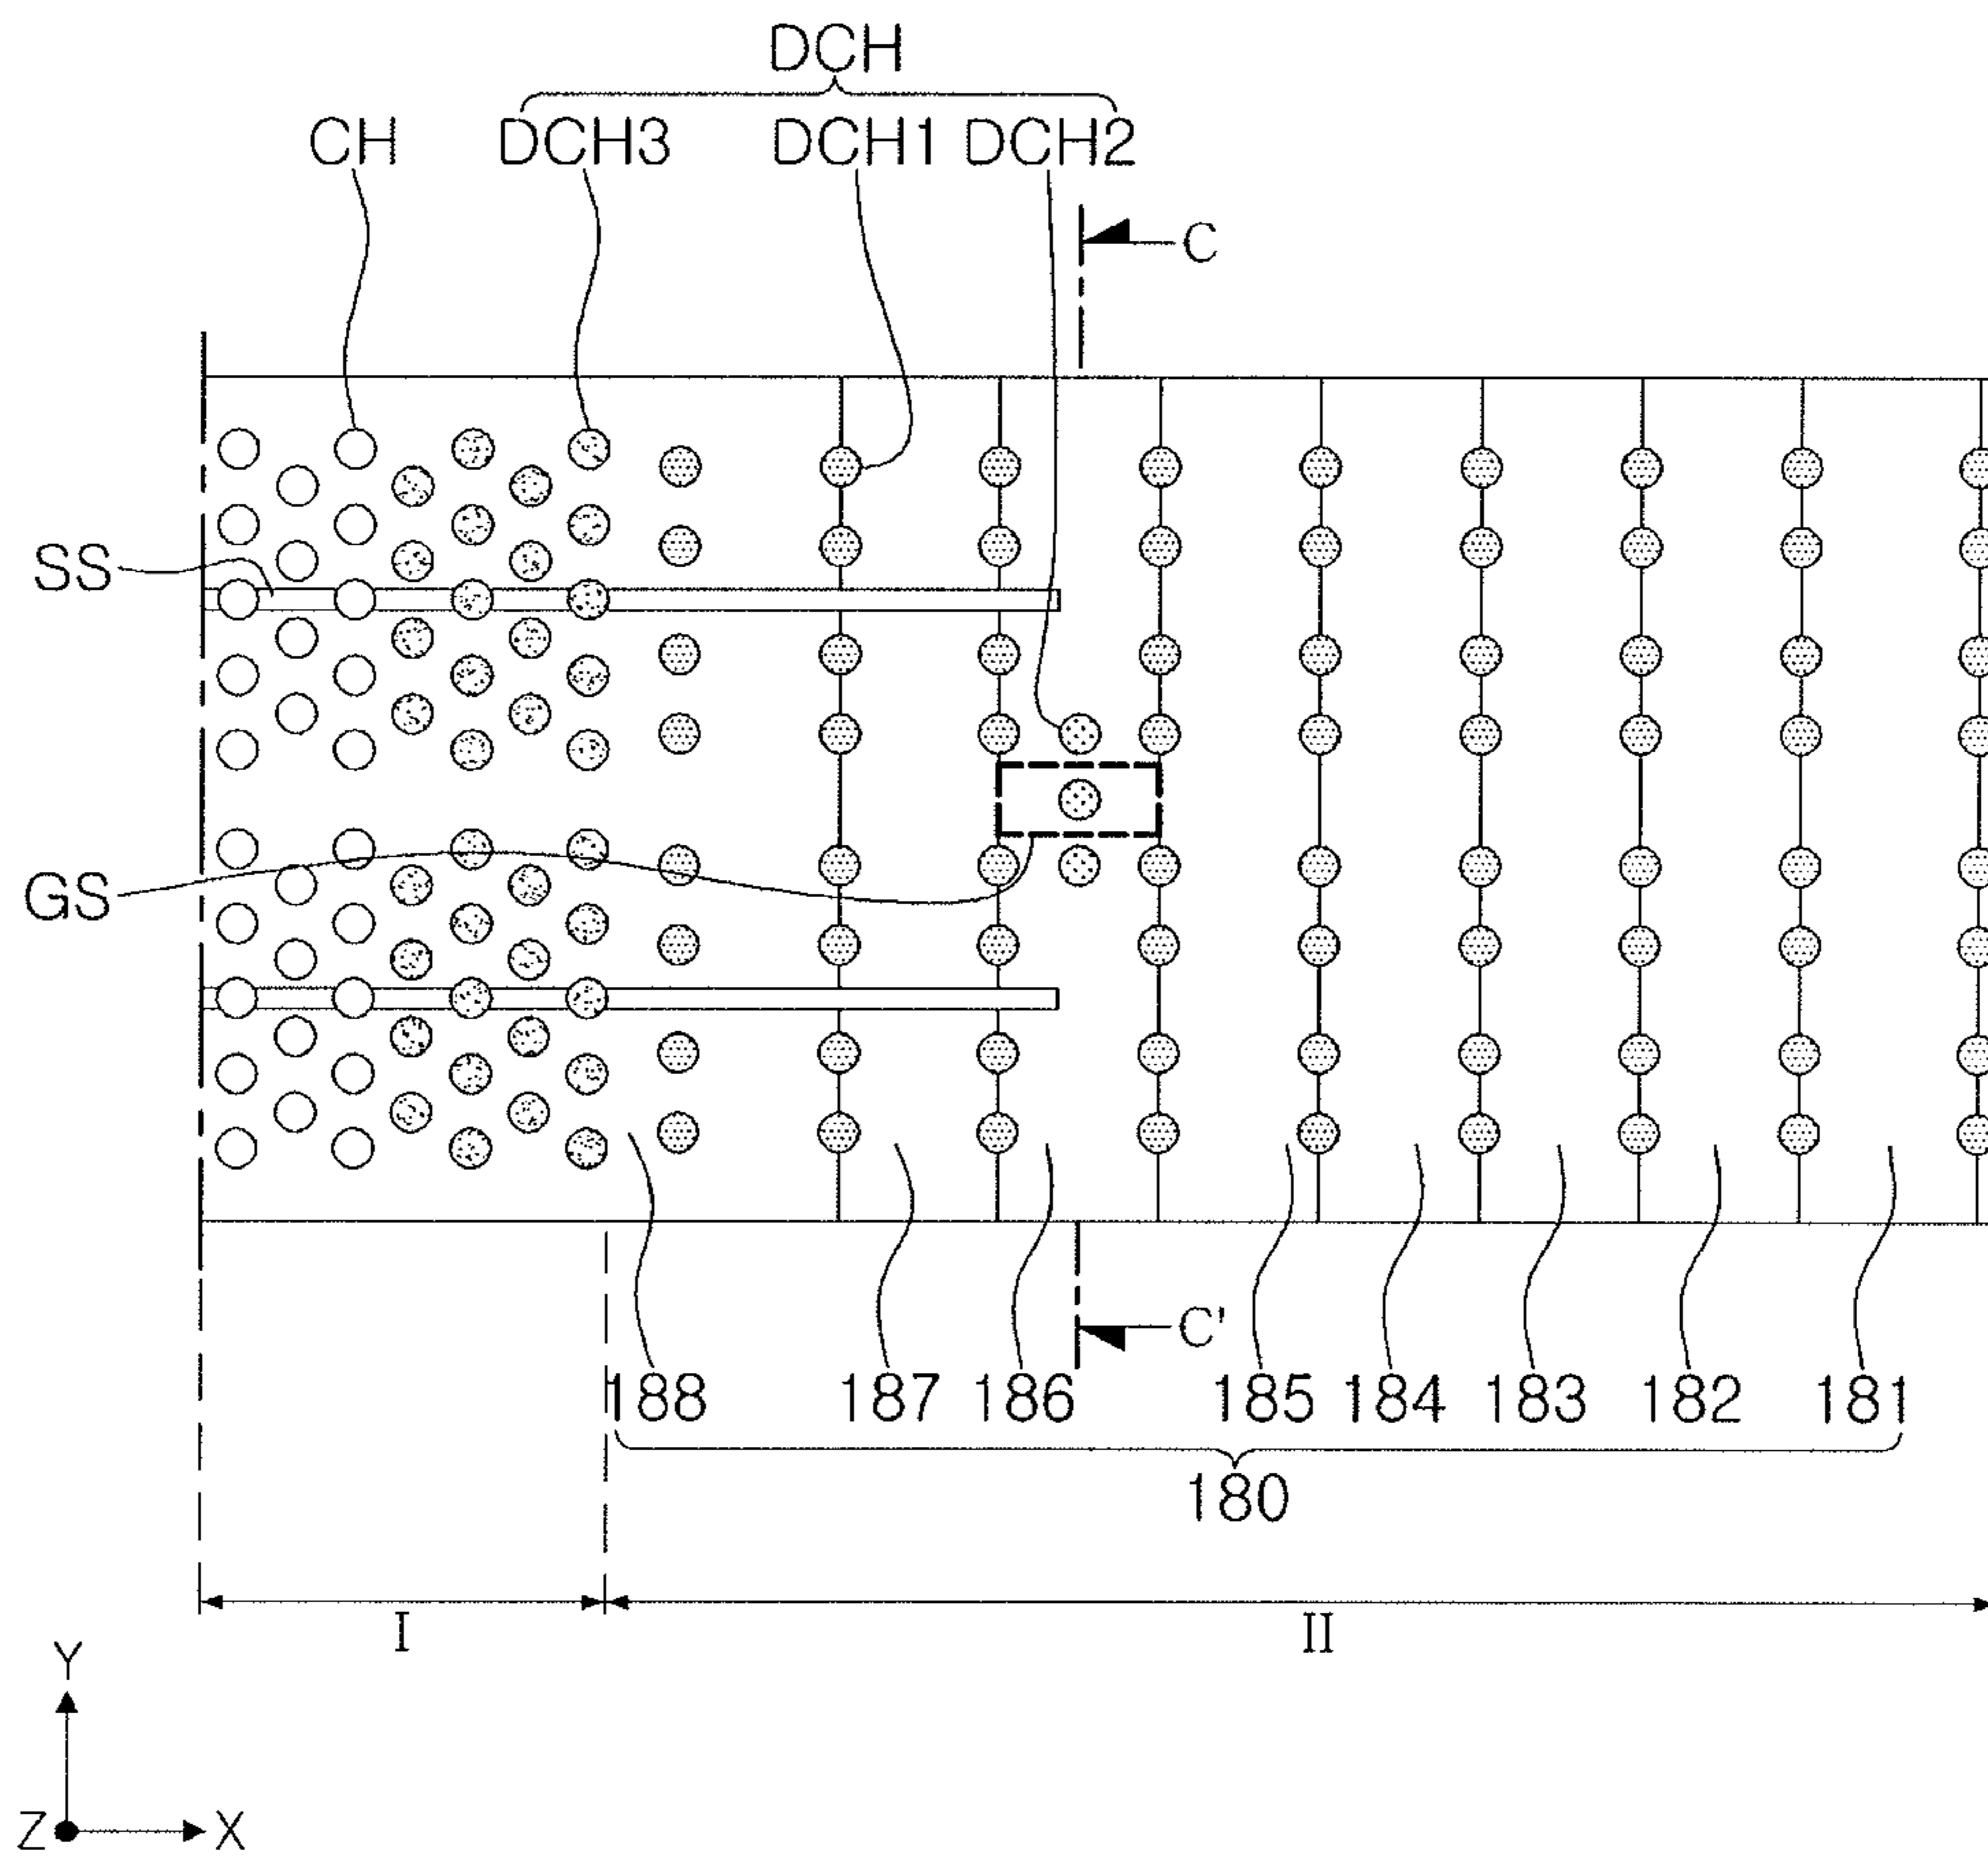 DCH
CH DCH3 DCH1 DCH2
C
SS
GS
C'
188 187 186 185 184 183 182 181
180
I II
Y
Z X